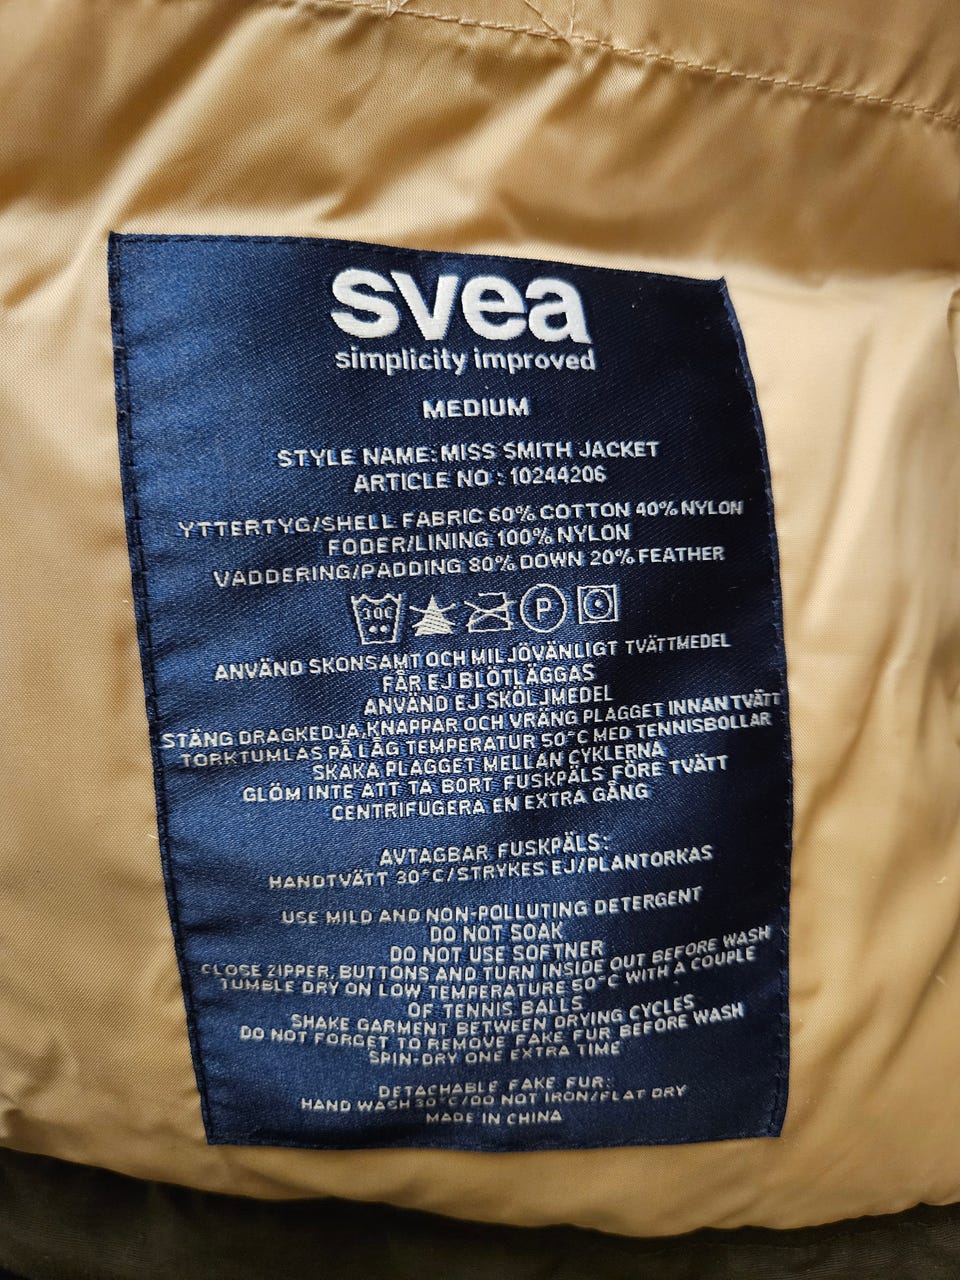 svea
simplicity improved
MEDIUM
STYLE NAME: MISS SMITH JACKET
ARTICLE NO : 10244206
YTTERTYG/SHELL FABRIC 60% COTTON 40% NYLON
FODER/LINING 100% NYLON
VADDERING/PADDING 80% DOWN 20% FEATHER
30C P
ANVÄND SKONSAMT OCH MILJÖVÄNLIGT TVÄTTMEDEL
FÅR EJ BLÖTLÄGGAS
ANVÄND EJ SKÖLJMEDEL
STÄNG DRAGKEDJA,KNAPPAR OCH VRÄNG PLAGGET INNAN TVÄTT
TORKTUMLAS PÅ LÅG TEMPERATUR 50°C MED TENNISBOLLAR
SKAKA PLAGGET MELLAN CYKLERNA
GLÖM INTE ATT TA BORT FUSKPÄLS FÖRE TVÄTT
CENTRIFUGERA EN EXTRA GÅNG
AVTAGBAR FUSKPÄLS:
HANDTVÄTT 30°C/STRYKES EJ/PLANTORKAS
USE MILD AND NON-POLLUTING DETERGENT
DO NOT SOAK
DO NOT USE SOFTNER
CLOSE ZIPPER, BUTTONS AND TURN INSIDE OUT BEFORE WASH
TUMBLE DRY ON LOW TEMPERATURE 50°C WITH A COUPLE
OF TENNIS BALLS
SHAKE GARMENT BETWEEN DRYING CYCLES
DO NOT FORGET TO REMOVE FAKE FUR BEFORE WASH
SPIN-DRY ONE EXTRA TIME
DETACHABLE FAKE FUR:
HAND WASH 30°C/DO NOT IRON/FLAT DRY
MADE IN CHINA